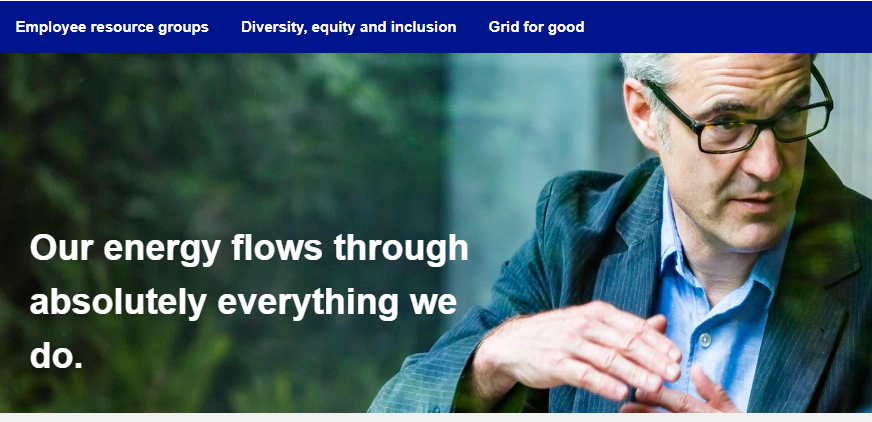 Employee resource groups Diversity, equity and inclusion Grid for good
Our energy flows through
absolutely everything we
do.